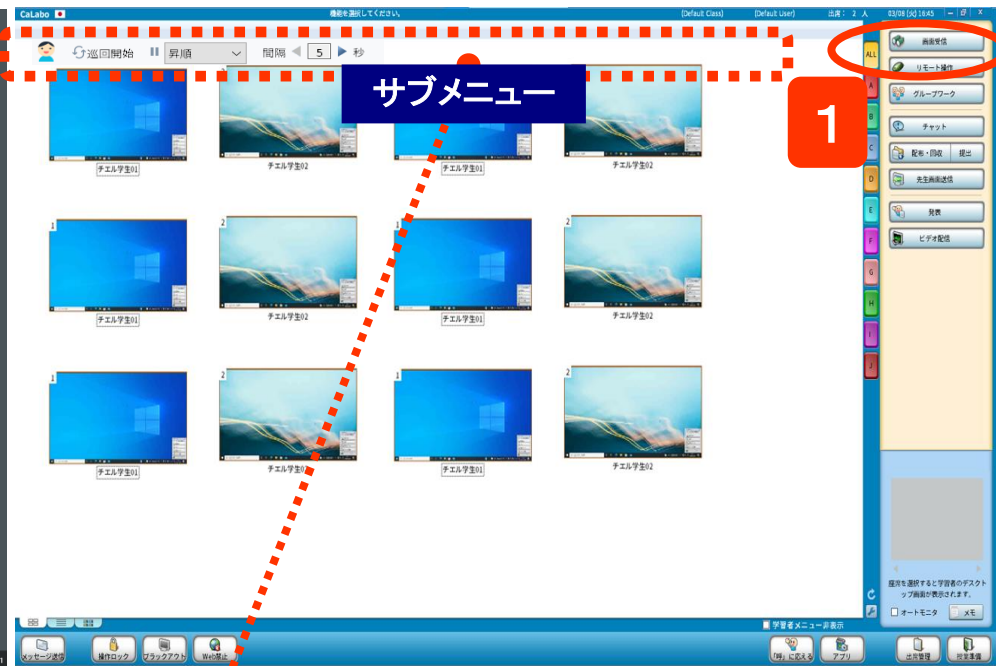 CaLabo
機能を選択してください。
(Default Class)
(Default User)
出席： 2 人
03/08 [火] 16:45
巡回開始
昇順
間隔
5
秒
サブメニュー
1
画面受信
リモート操作
グループワーク
チャット
配布・回収
提出
先生画面送信
発表
ビデオ配信
ALL
A
B
C
D
E
F
G
H
I
J
チエル学生01
チエル学生02
チエル学生01
チエル学生02
1
2
1
2
チエル学生01
チエル学生02
チエル学生01
チエル学生02
1
2
1
2
チエル学生01
チエル学生02
チエル学生01
チエル学生02
座席を選択すると学習者のデスクト
ップ画面が表示されます。
オートモニタ
メモ
学習者メニュー非表示
メッセージ送信
操作ロック
ブラックアウト
Web禁止
「呼」に応える
アプリ
出席管理
授業準備